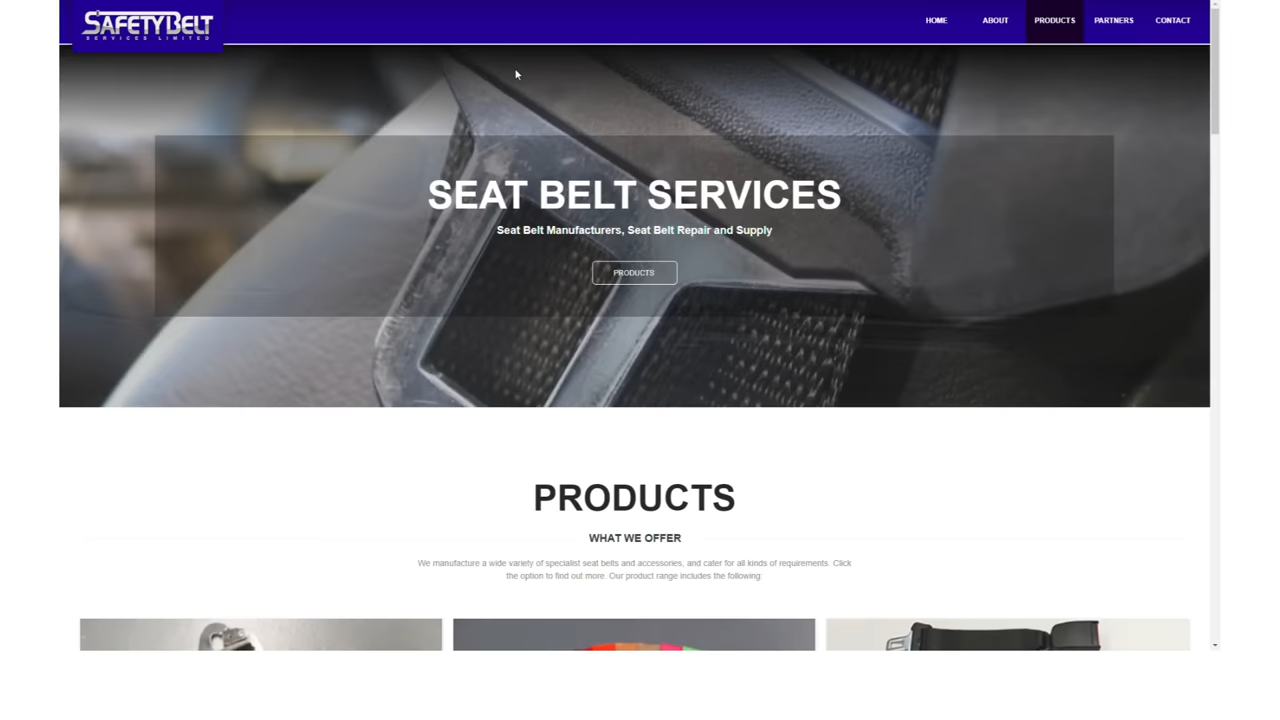 SAFETYBELT
SERVICES LIMITED
HOME
ABOUT
PRODUCTS
PARTNERS
CONTACT
SEAT BELT SERVICES
Seat Belt Manufacturers, Seat Belt Repair and Supply
PRODUCTS
PRODUCTS
WHAT WE OFFER
We manufacture a wide variety of specialist seat belts and accessories, and cater for all kinds of requirements. Click
the option to find out more. Our product range includes the following: